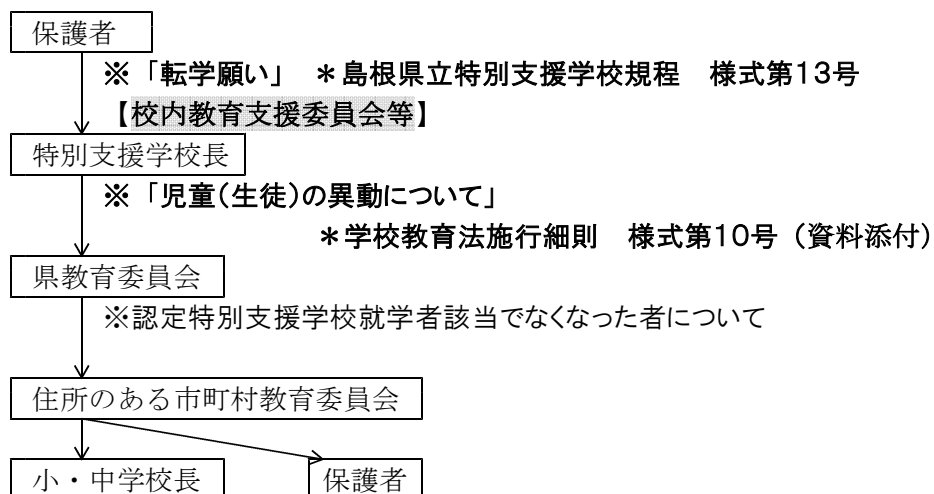 保護者
※「転学願い」　＊島根県立特別支援学校規程　様式第13号
【校内教育支援委員会等】
特別支援学校長
※「児童（生徒）の異動について」
＊学校教育法施行細則　様式第10号（資料添付）
県教育委員会
※認定特別支援学校就学者該当でなくなった者について
住所のある市町村教育委員会
小・中学校長　保護者